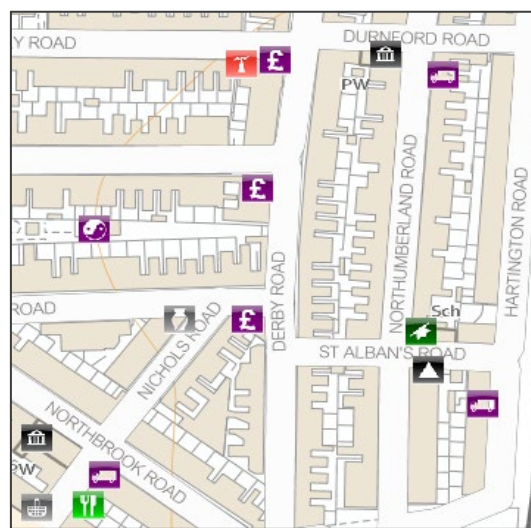 Y ROAD
DURNFORD ROAD
£
PW
£
NORTHUMBERLAND ROAD
HARTINGTON ROAD
DERBY ROAD
ROAD
NICHOLS ROAD
£
Sch
ST ALBAN'S ROAD
NORTHBROOK ROAD
PW